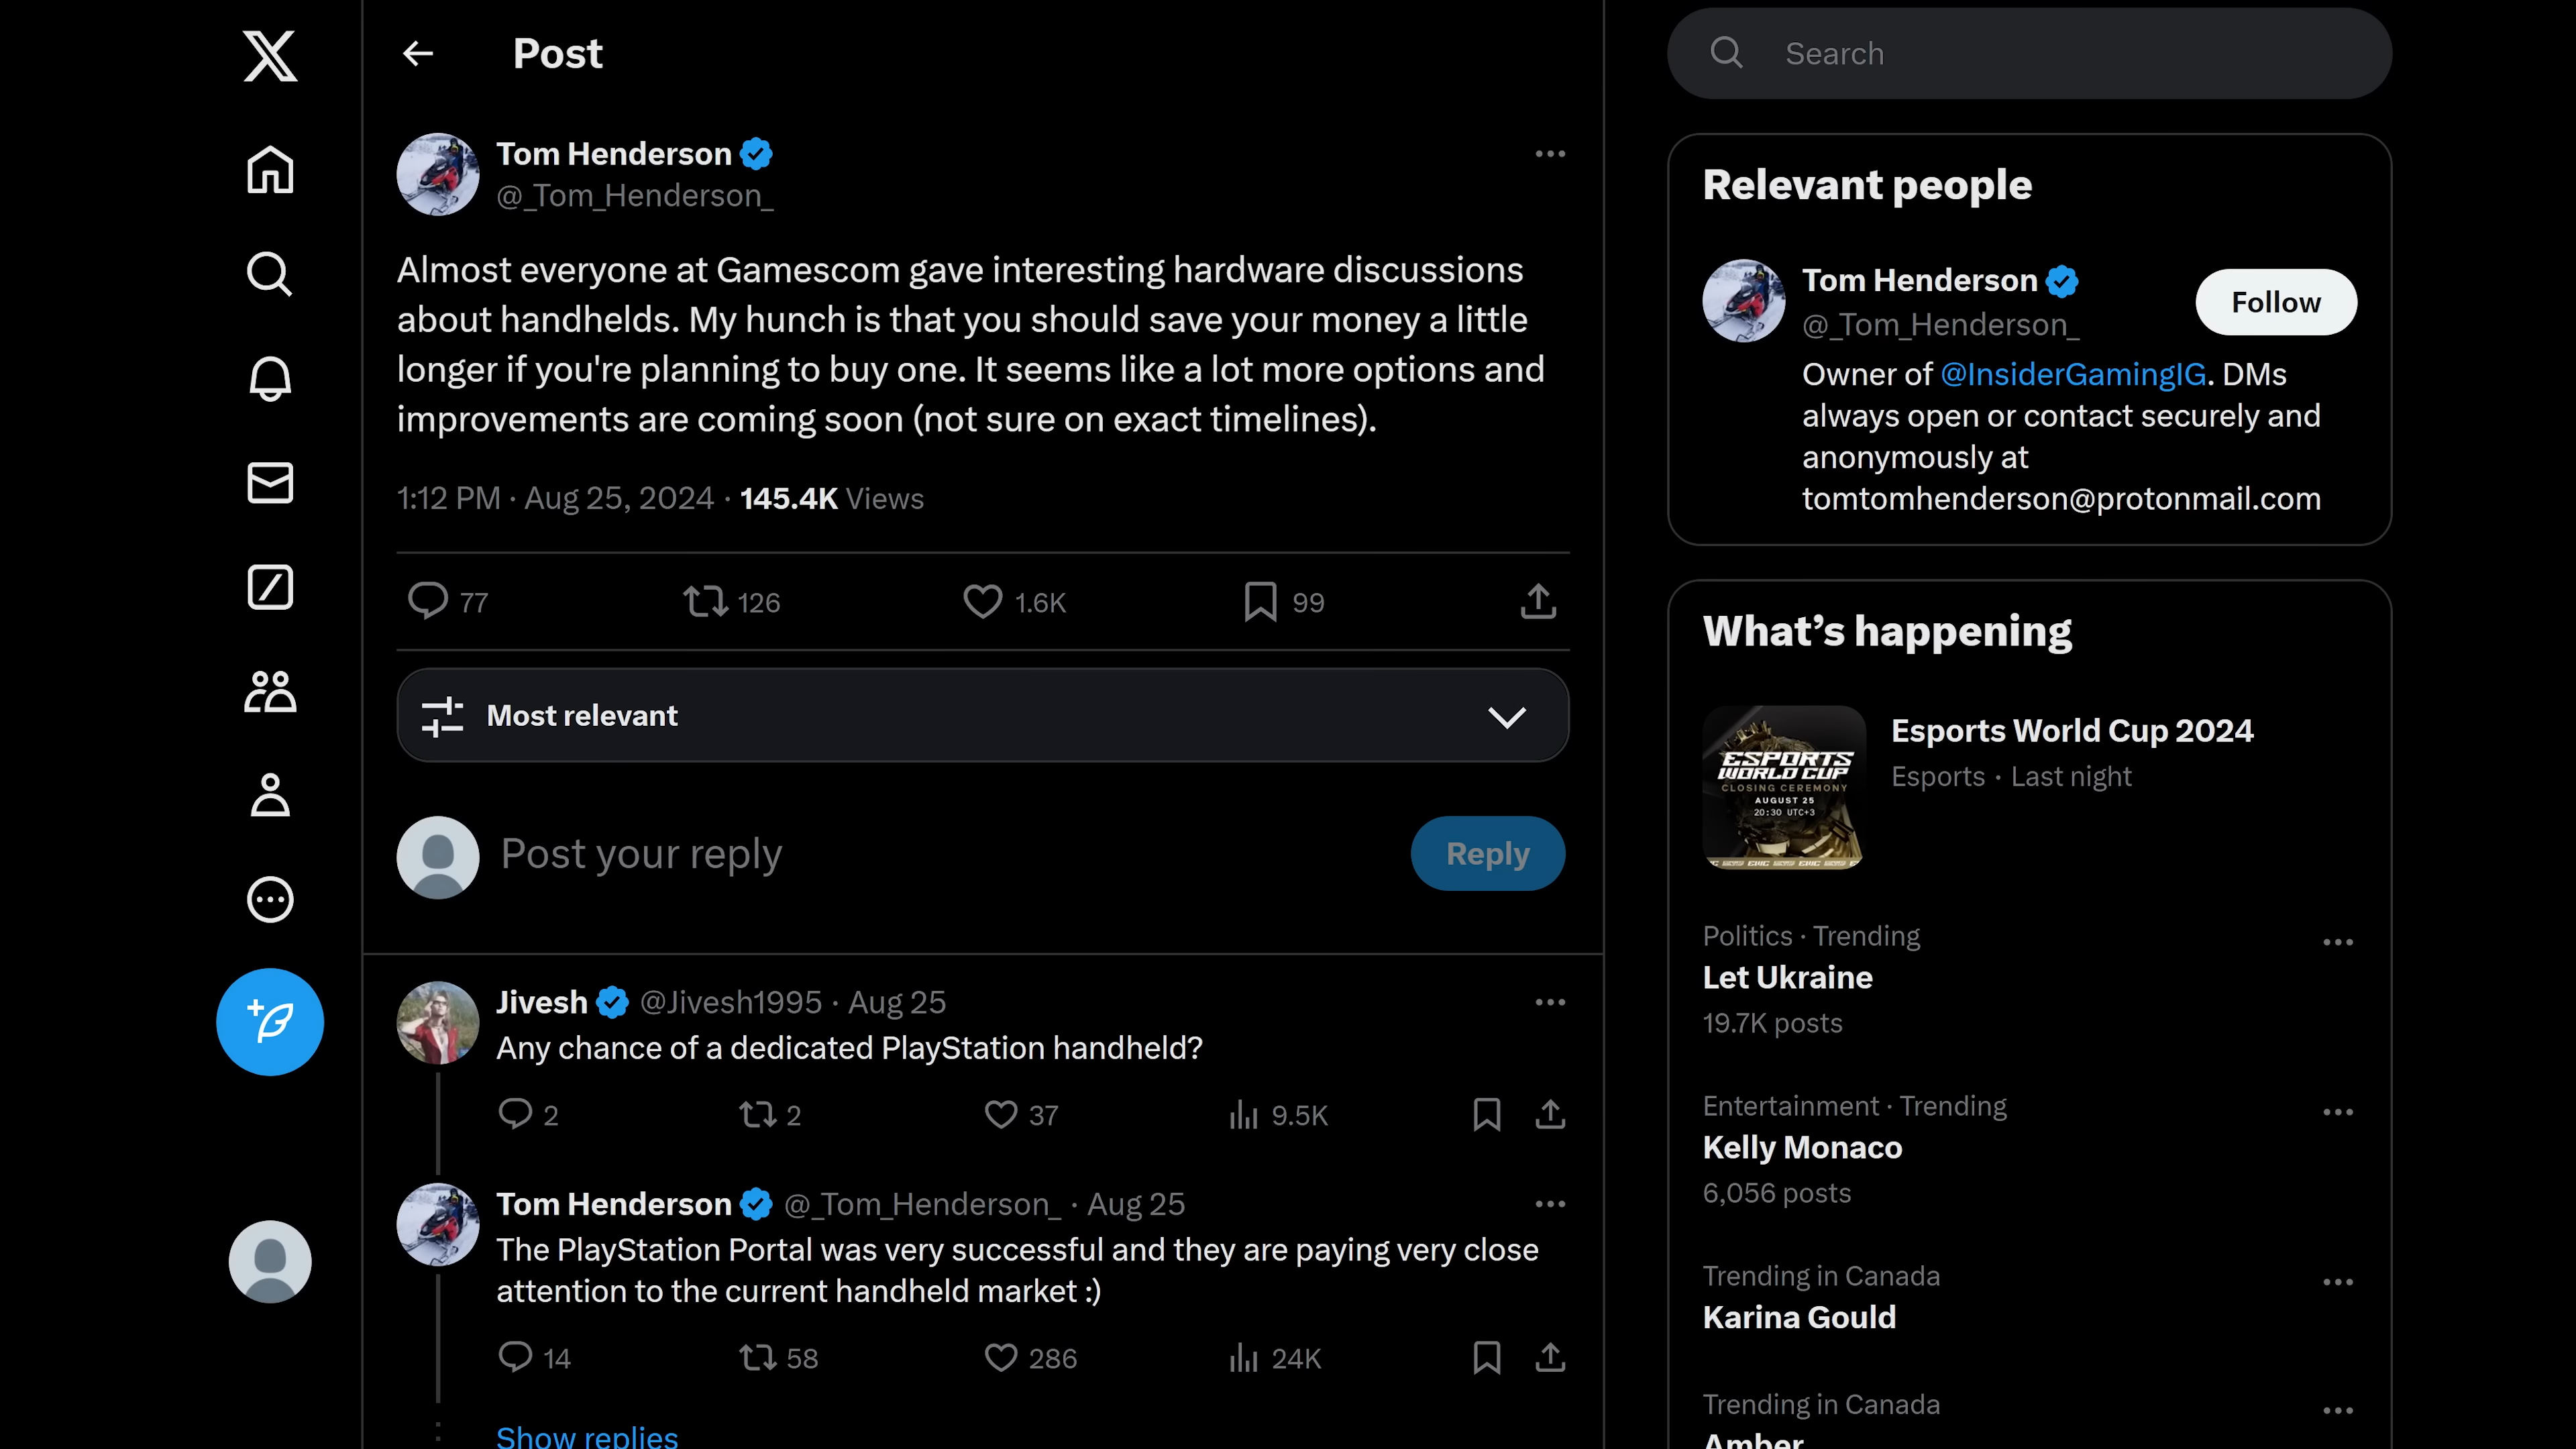 Post
Tom Henderson
@_Tom_Henderson_
Almost everyone at Gamescom gave interesting hardware discussions
about handhelds. My hunch is that you should save your money a little
longer if you're planning to buy one. It seems like a lot more options and
improvements are coming soon (not sure on exact timelines).
1:12 PM · Aug 25, 2024 · 145.4K Views
77 126 1.6K 99
Most relevant
Post your reply
Reply
Jivesh @Jivesh1995 · Aug 25
Any chance of a dedicated PlayStation handheld?
2 2 37 9.5K
Tom Henderson @_Tom_Henderson_ · Aug 25
The PlayStation Portal was very successful and they are paying very close
attention to the current handheld market :)
14 58 286 24K
Show replies
Search
Relevant people
Tom Henderson
@_Tom_Henderson_
Follow
Owner of @InsiderGamingIG. DMs
always open or contact securely and
anonymously at
tomtomhenderson@protonmail.com
What’s happening
ESPORTS
WORLD CUP
CLOSING CEREMONY
AUGUST 25
20:30 UTC+3
Esports World Cup 2024
Esports · Last night
Politics · Trending
Let Ukraine
19.7K posts
Entertainment · Trending
Kelly Monaco
6,056 posts
Trending in Canada
Karina Gould
Trending in Canada
Amber